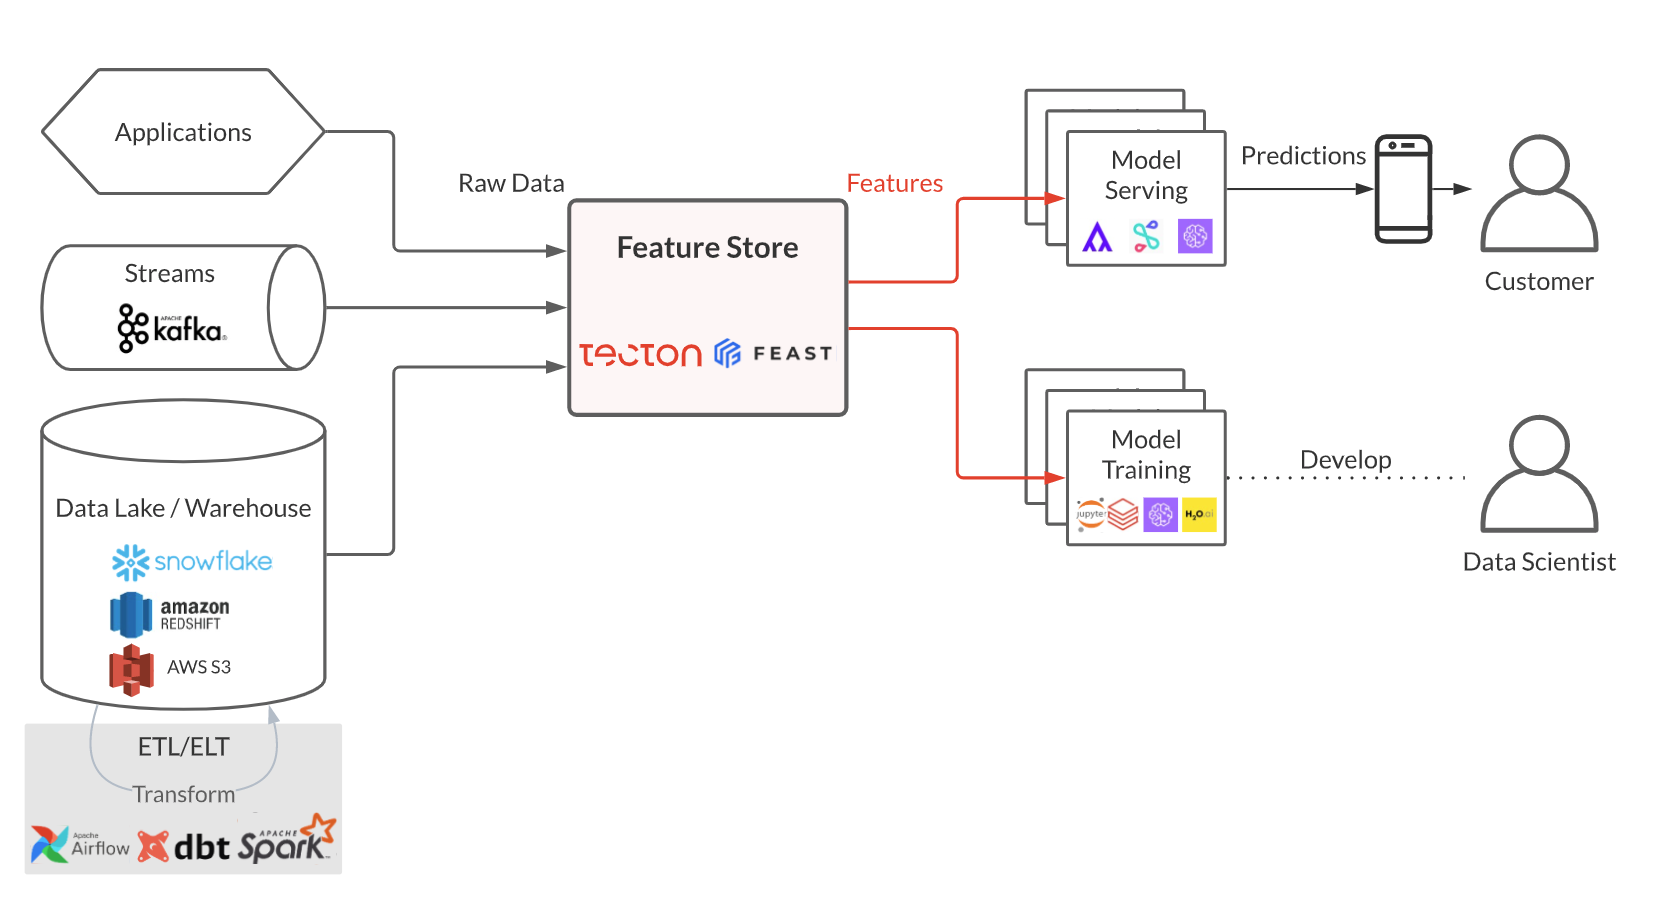 Applications
Raw Data
Streams
APACHE
kafka®
Data Lake / Warehouse
snowflake
amazon
REDSHIFT
AWS S3
ETL/ELT
Transform
Apache
Airflow
dbt
APACHE
Spark™
Feature Store
TECTON
FEAST
Features
Model
Serving
Predictions
Customer
Model
Training
jupyter
H2O.ai
Develop
Data Scientist